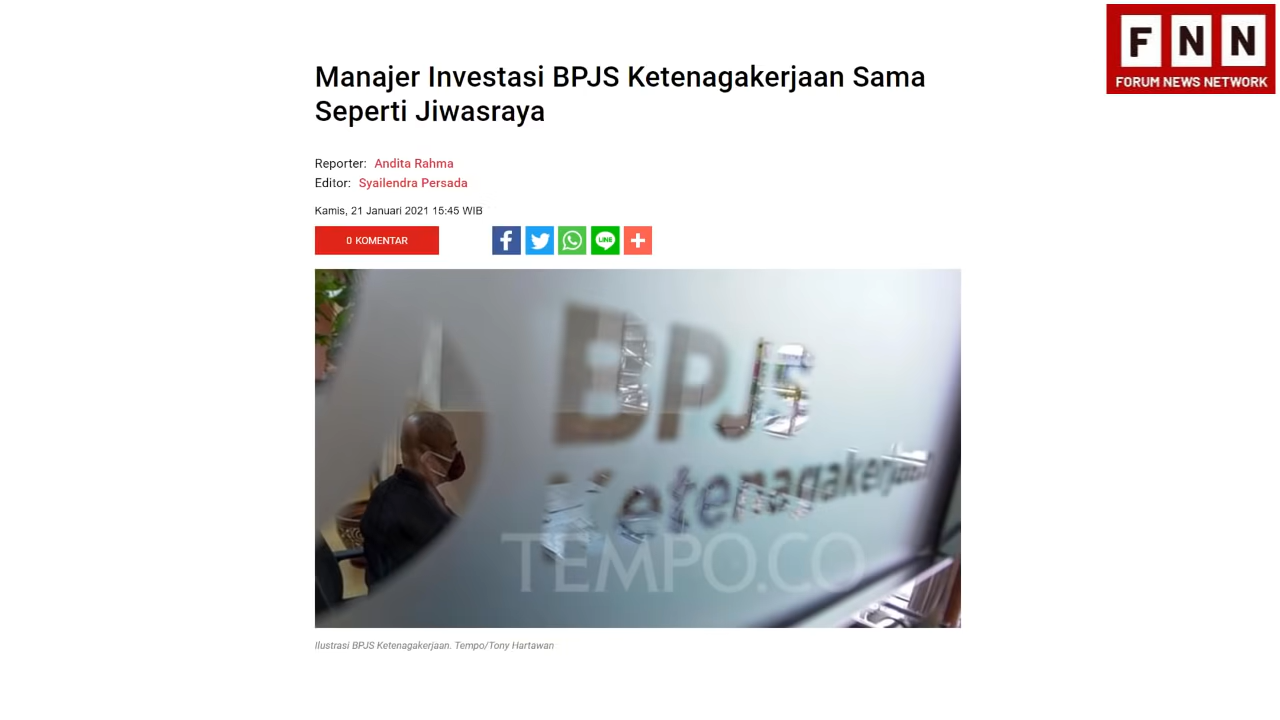 F N N
FORUM NEWS NETWORK
Manajer Investasi BPJS Ketenagakerjaan Sama
Seperti Jiwasraya
Reporter: Andita Rahma
Editor: Syailendra Persada
Kamis, 21 Januari 2021 15:45 WIB
0 KOMENTAR
LINE
BPJS
Ketenagakerjaan
TEMPO.CO
Ilustrasi BPJS Ketenagakerjaan. Tempo/Tony Hartawan